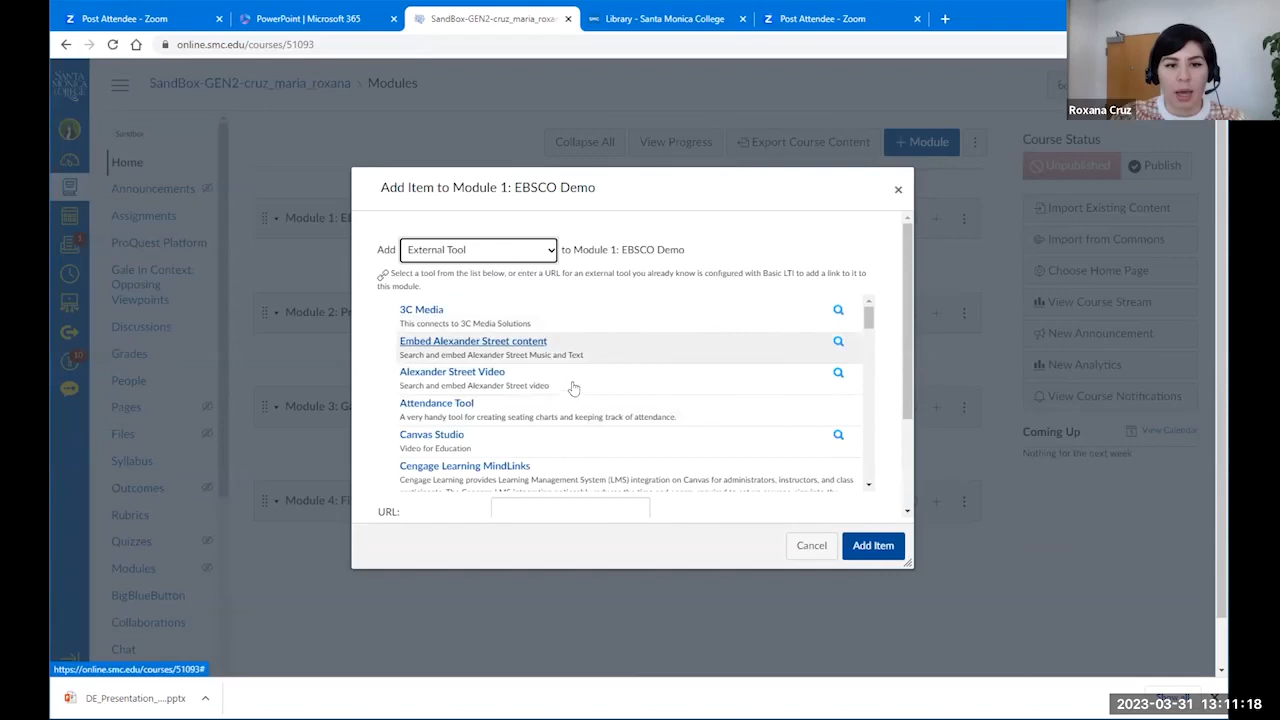 Post Attendee - Zoom
PowerPoint | Microsoft 365
SandBox-GEN2-cruz_maria_roxa
Library - Santa Monica College
Post Attendee - Zoom
online.smc.edu/courses/51093
Roxana Cruz
SANTA MONICA COLLEGE
SandBox-GEN2-cruz_maria_roxana > Modules
Sandbox
Home
Announcements
Assignments
ProQuest Platform
Gale In Context:
Opposing
Viewpoints
Discussions
Grades
People
Pages
Files
Syllabus
Outcomes
Rubrics
Quizzes
Modules
BigBlueButton
Collaborations
Chat
1
10
Collapse All
View Progress
Export Course Content
+ Module
Module 1: EB
Module 2: Pr
Module 3: Ga
Module 4: Fi
Add Item to Module 1: EBSCO Demo
Add External Tool to Module 1: EBSCO Demo
Select a tool from the list below, or enter a URL for an external tool you already know is configured with Basic LTI to add a link to it to
this module.
3C Media
This connects to 3C Media Solutions
Embed Alexander Street content
Search and embed Alexander Street Music and Text
Alexander Street Video
Search and embed Alexander Street video
Attendance Tool
A very handy tool for creating seating charts and keeping track of attendance.
Canvas Studio
Video for Education
Cengage Learning MindLinks
Cengage Learning provides Learning Management System (LMS) integration on Canvas for administrators, instructors, and class
URL:
Cancel
Add Item
Course Status
Unpublished
Publish
Import Existing Content
Import from Commons
Choose Home Page
View Course Stream
New Announcement
New Analytics
View Course Notifications
Coming Up
View Calendar
Nothing for the next week
https://online.smc.edu/courses/51093#
DE_Presentation_....pptx
2023-03-31 13:11:18